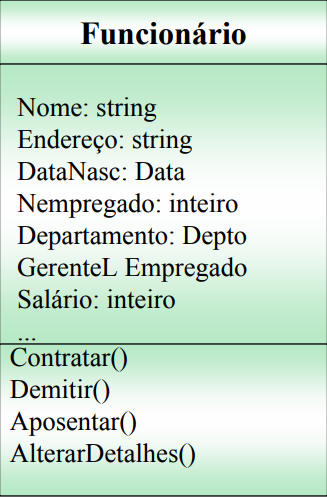 Funcionário
Nome: string
Endereço: string
DataNasc: Data
Nempregado: inteiro
Departamento: Depto
GerenteL Empregado
Salário: inteiro
...
Contratar()
Demitir()
Aposentar()
AlterarDetalhes()